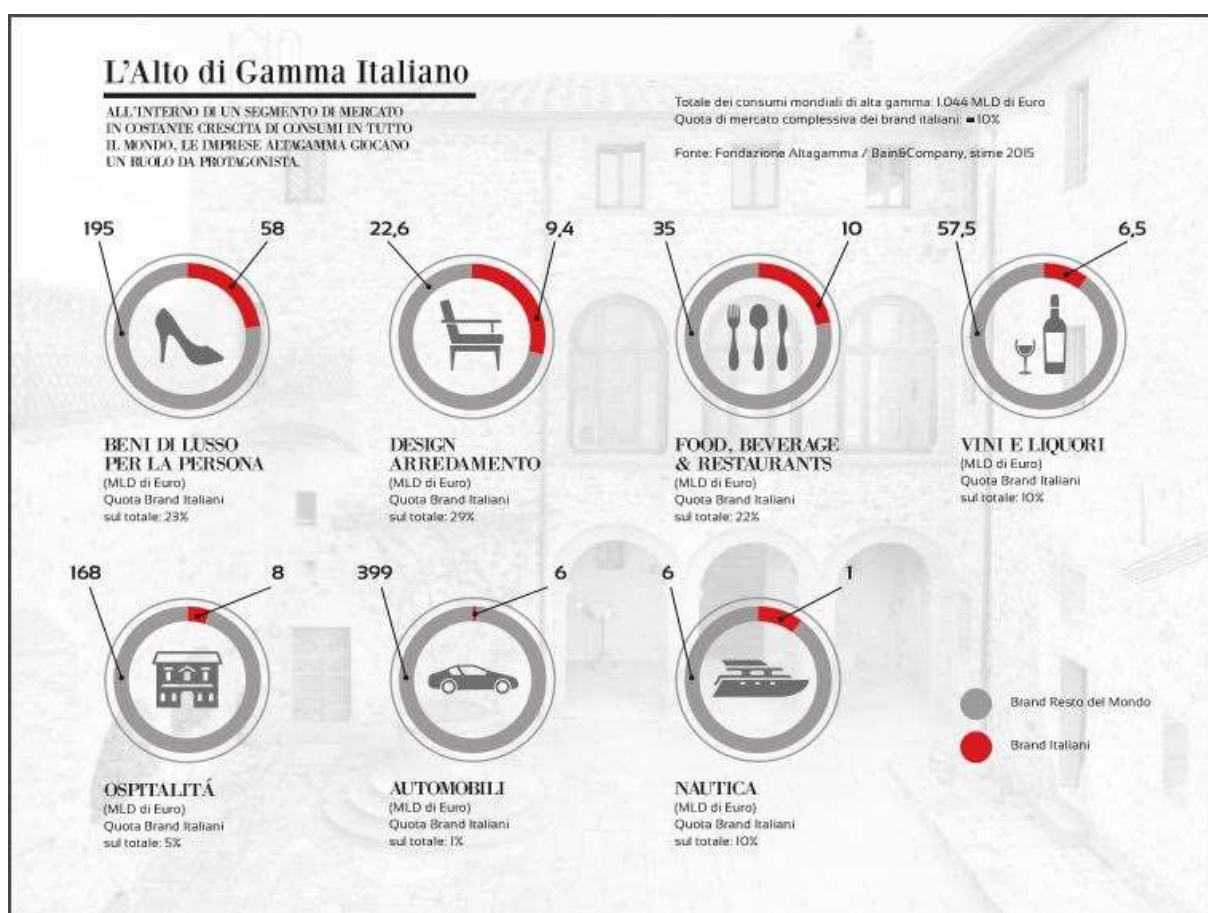 L'Alto di Gamma Italiano
ALL'INTERNO DI UN SEGMENTO DI MERCATO
IN COSTANTE CRESCITA DI CONSUMI IN TUTTO
IL MONDO, LE IMPRESE ALTAGAMMA GIOCANO
UN RUOLO DA PROTAGONISTA.
Totale dei consumi mondiali di alta gamma: 1.044 MLD di Euro
Quota di mercato complessiva dei brand italiani: = 10%
Fonte: Fondazione Altagamma / Bain&Company, stime 2015
195 58
22,6 9,4
35 10
57,5 6,5
BENI DI LUSSO
PER LA PERSONA
(MLD di Euro)
Quota Brand Italiani
sul totale: 23%
DESIGN
ARREDAMENTO
(MLD di Euro)
Quota Brand Italiani
sul totale: 29%
FOOD, BEVERAGE
& RESTAURANTS
(MLD di Euro)
Quota Brand Italiani
sul totale: 22%
VINI E LIQUORI
(MLD di Euro)
Quota Brand Italiani
sul totale: 10%
168 8
399 6
6 1
OSPITALITÁ
(MLD di Euro)
Quota Brand Italiani
sul totale: 5%
AUTOMOBILI
(MLD di Euro)
Quota Brand Italiani
sul totale: 1%
NAUTICA
(MLD di Euro)
Quota Brand Italiani
sul totale: 10%
Brand Resto del Mondo
Brand Italiani